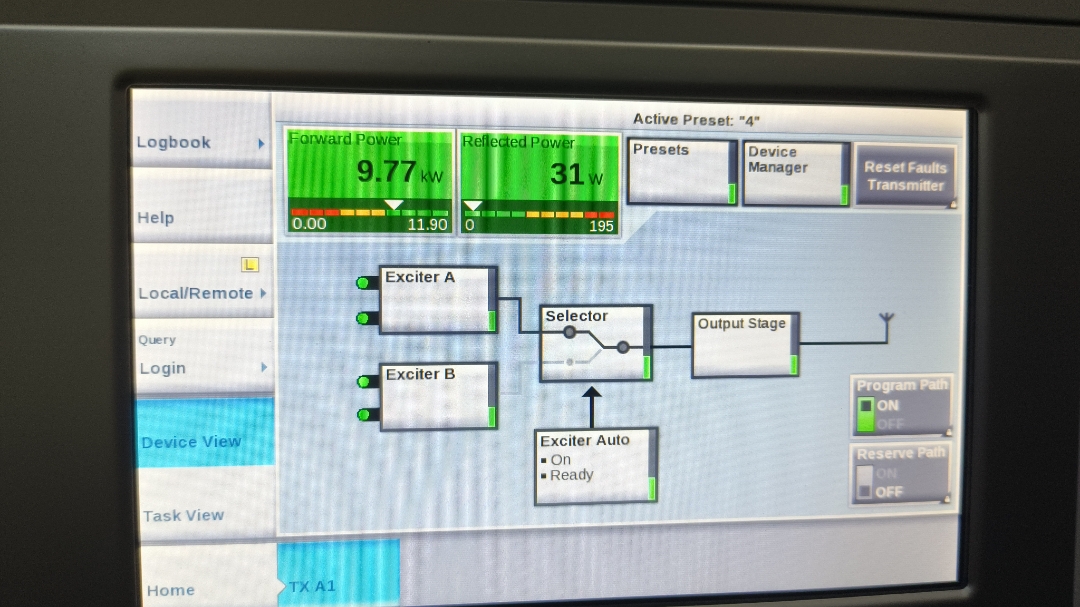 Active Preset: "4"
Logbook
Help
L
Local/Remote
Query
Login
Device View
Task View
Home
Forward Power
9.77 kW
0.00 11.90
Reflected Power
31 W
0 195
Presets
Device
Manager
Reset Faults
Transmitter
Exciter A
Exciter B
Selector
Output Stage
Exciter Auto
On
Ready
Program Path
ON
OFF
Reserve Path
ON
OFF
TX A1